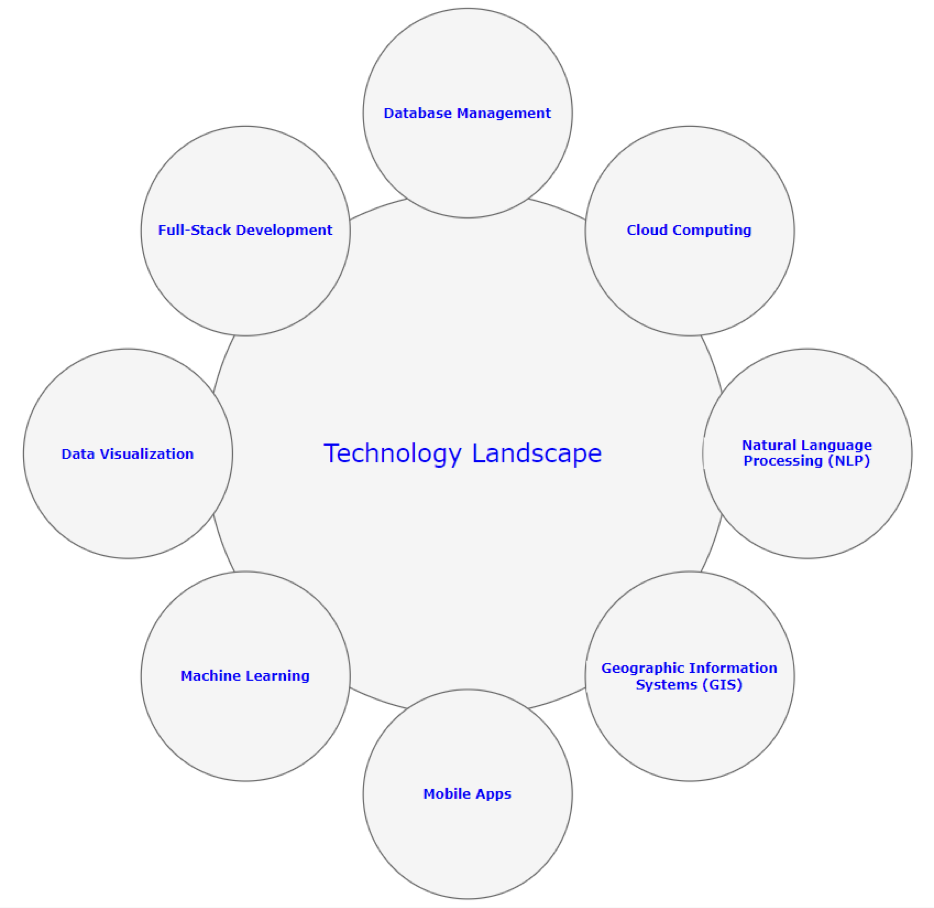 Database Management
Full-Stack Development
Cloud Computing
Data Visualization
Technology Landscape
Natural Language
Processing (NLP)
Machine Learning
Geographic Information
Systems (GIS)
Mobile Apps